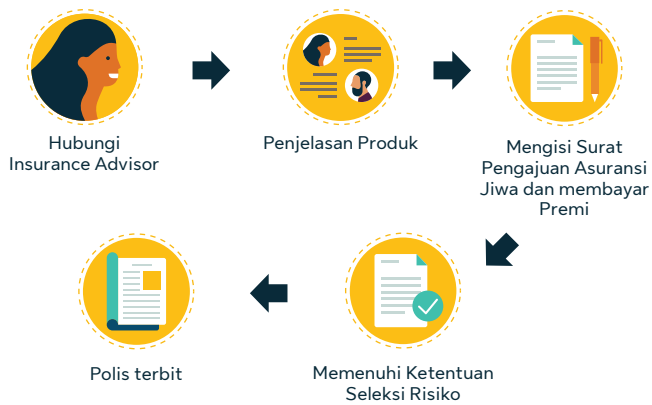 Hubungi
Insurance Advisor
Penjelasan Produk
Mengisi Surat
Pengajuan Asuransi
Jiwa dan membayar
Premi
Memenuhi Ketentuan
Seleksi Risiko
Polis terbit